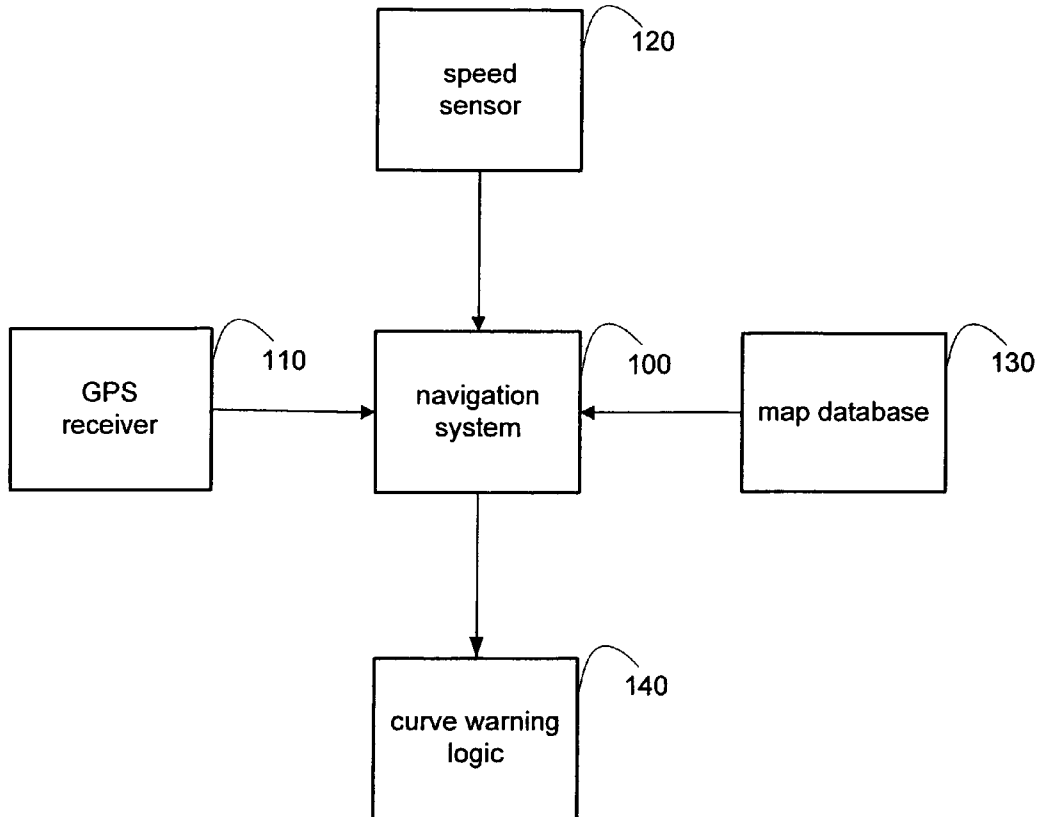 120
speed
sensor
110
GPS
receiver
100
navigation
system
130
map database
140
curve warning
logic